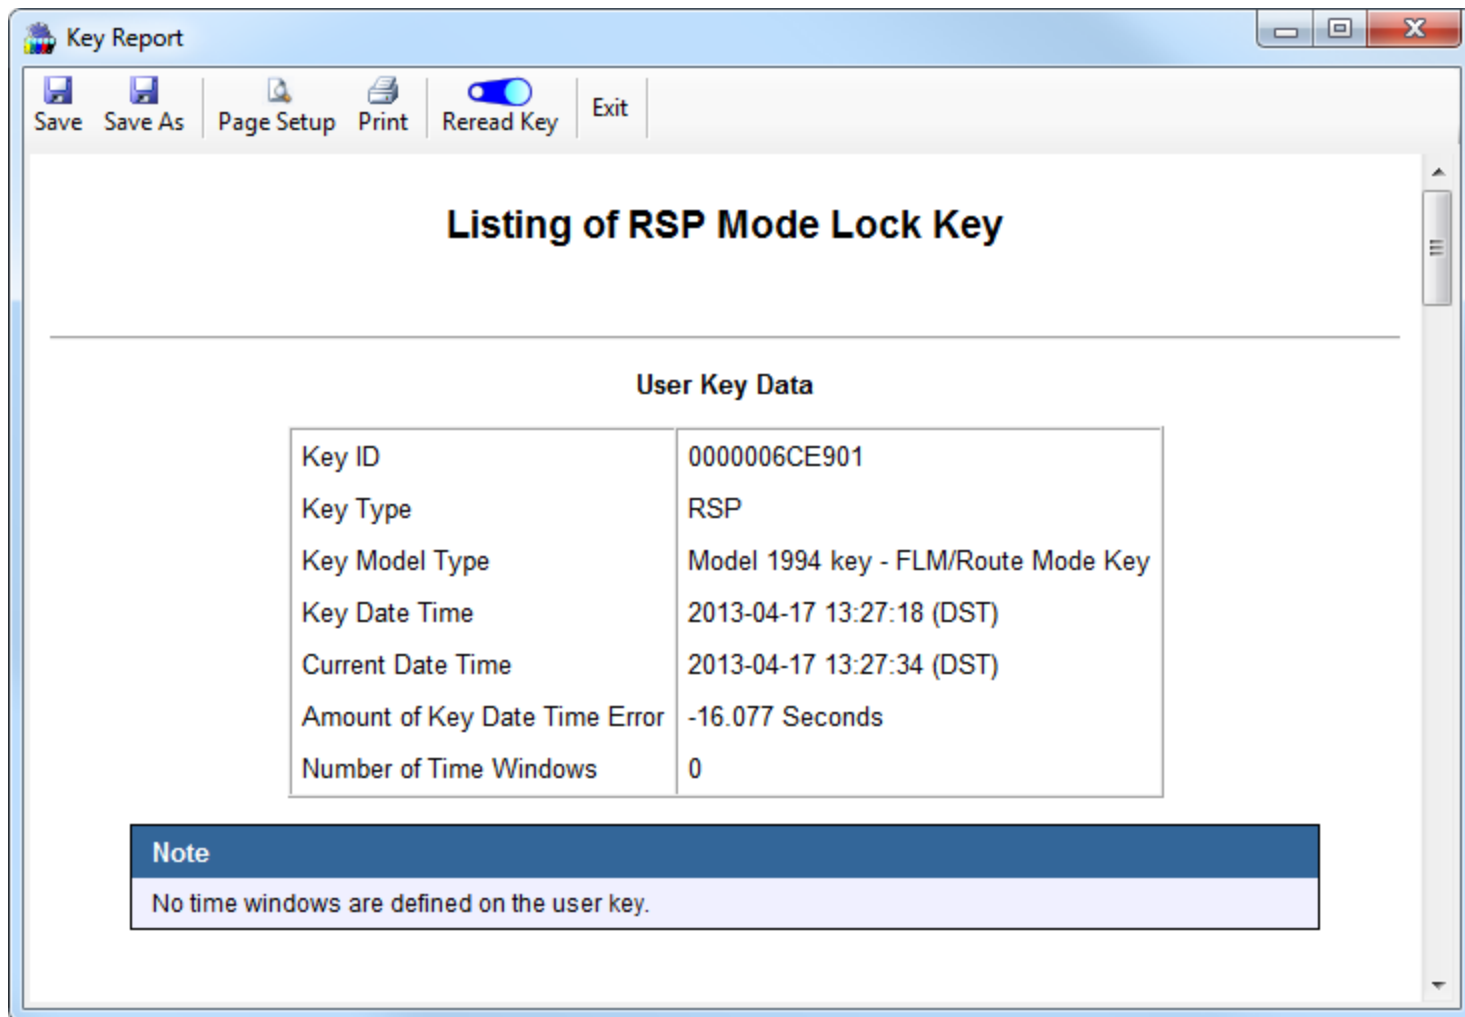 Key Report
Save Save As Page Setup Print Reread Key Exit
Listing of RSP Mode Lock Key
User Key Data
Key ID 0000006CE901
Key Type RSP
Key Model Type Model 1994 key - FLM/Route Mode Key
Key Date Time 2013-04-17 13:27:18 (DST)
Current Date Time 2013-04-17 13:27:34 (DST)
Amount of Key Date Time Error -16.077 Seconds
Number of Time Windows 0
Note
No time windows are defined on the user key.